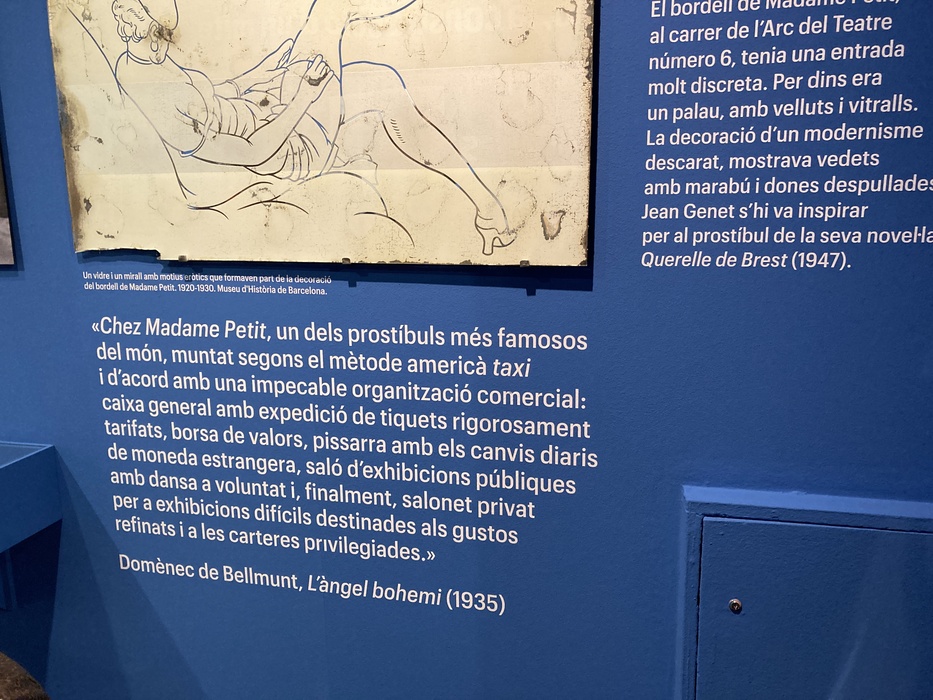 Un vidre i un mirall amb motius eròtics que formaven part de la decoració
del bordell de Madame Petit. 1920-1930. Museu d'Història de Barcelona.
«Chez Madame Petit, un dels prostíbuls més famosos
del món, muntat segons el mètode americà taxi
i d'acord amb una impecable organització comercial:
caixa general amb expedició de tiquets rigorosament
tarifats, borsa de valors, pissarra amb els canvis diaris
de moneda estrangera, saló d'exhibicions públiques
amb dansa a voluntat i, finalment, salonet privat
per a exhibicions difícils destinades als gustos
refinats i a les carteres privilegiades.»
Domènec de Bellmunt, L'àngel bohemi (1935)
El bordell de Madame Petit,
al carrer de l'Arc del Teatre
número 6, tenia una entrada
molt discreta. Per dins era
un palau, amb velluts i vitralls.
La decoració d'un modernisme
descarat, mostrava vedets
amb marabú i dones despullades
Jean Genet s'hi va inspirar
per al prostíbul de la seva novel·la
Querelle de Brest (1947).